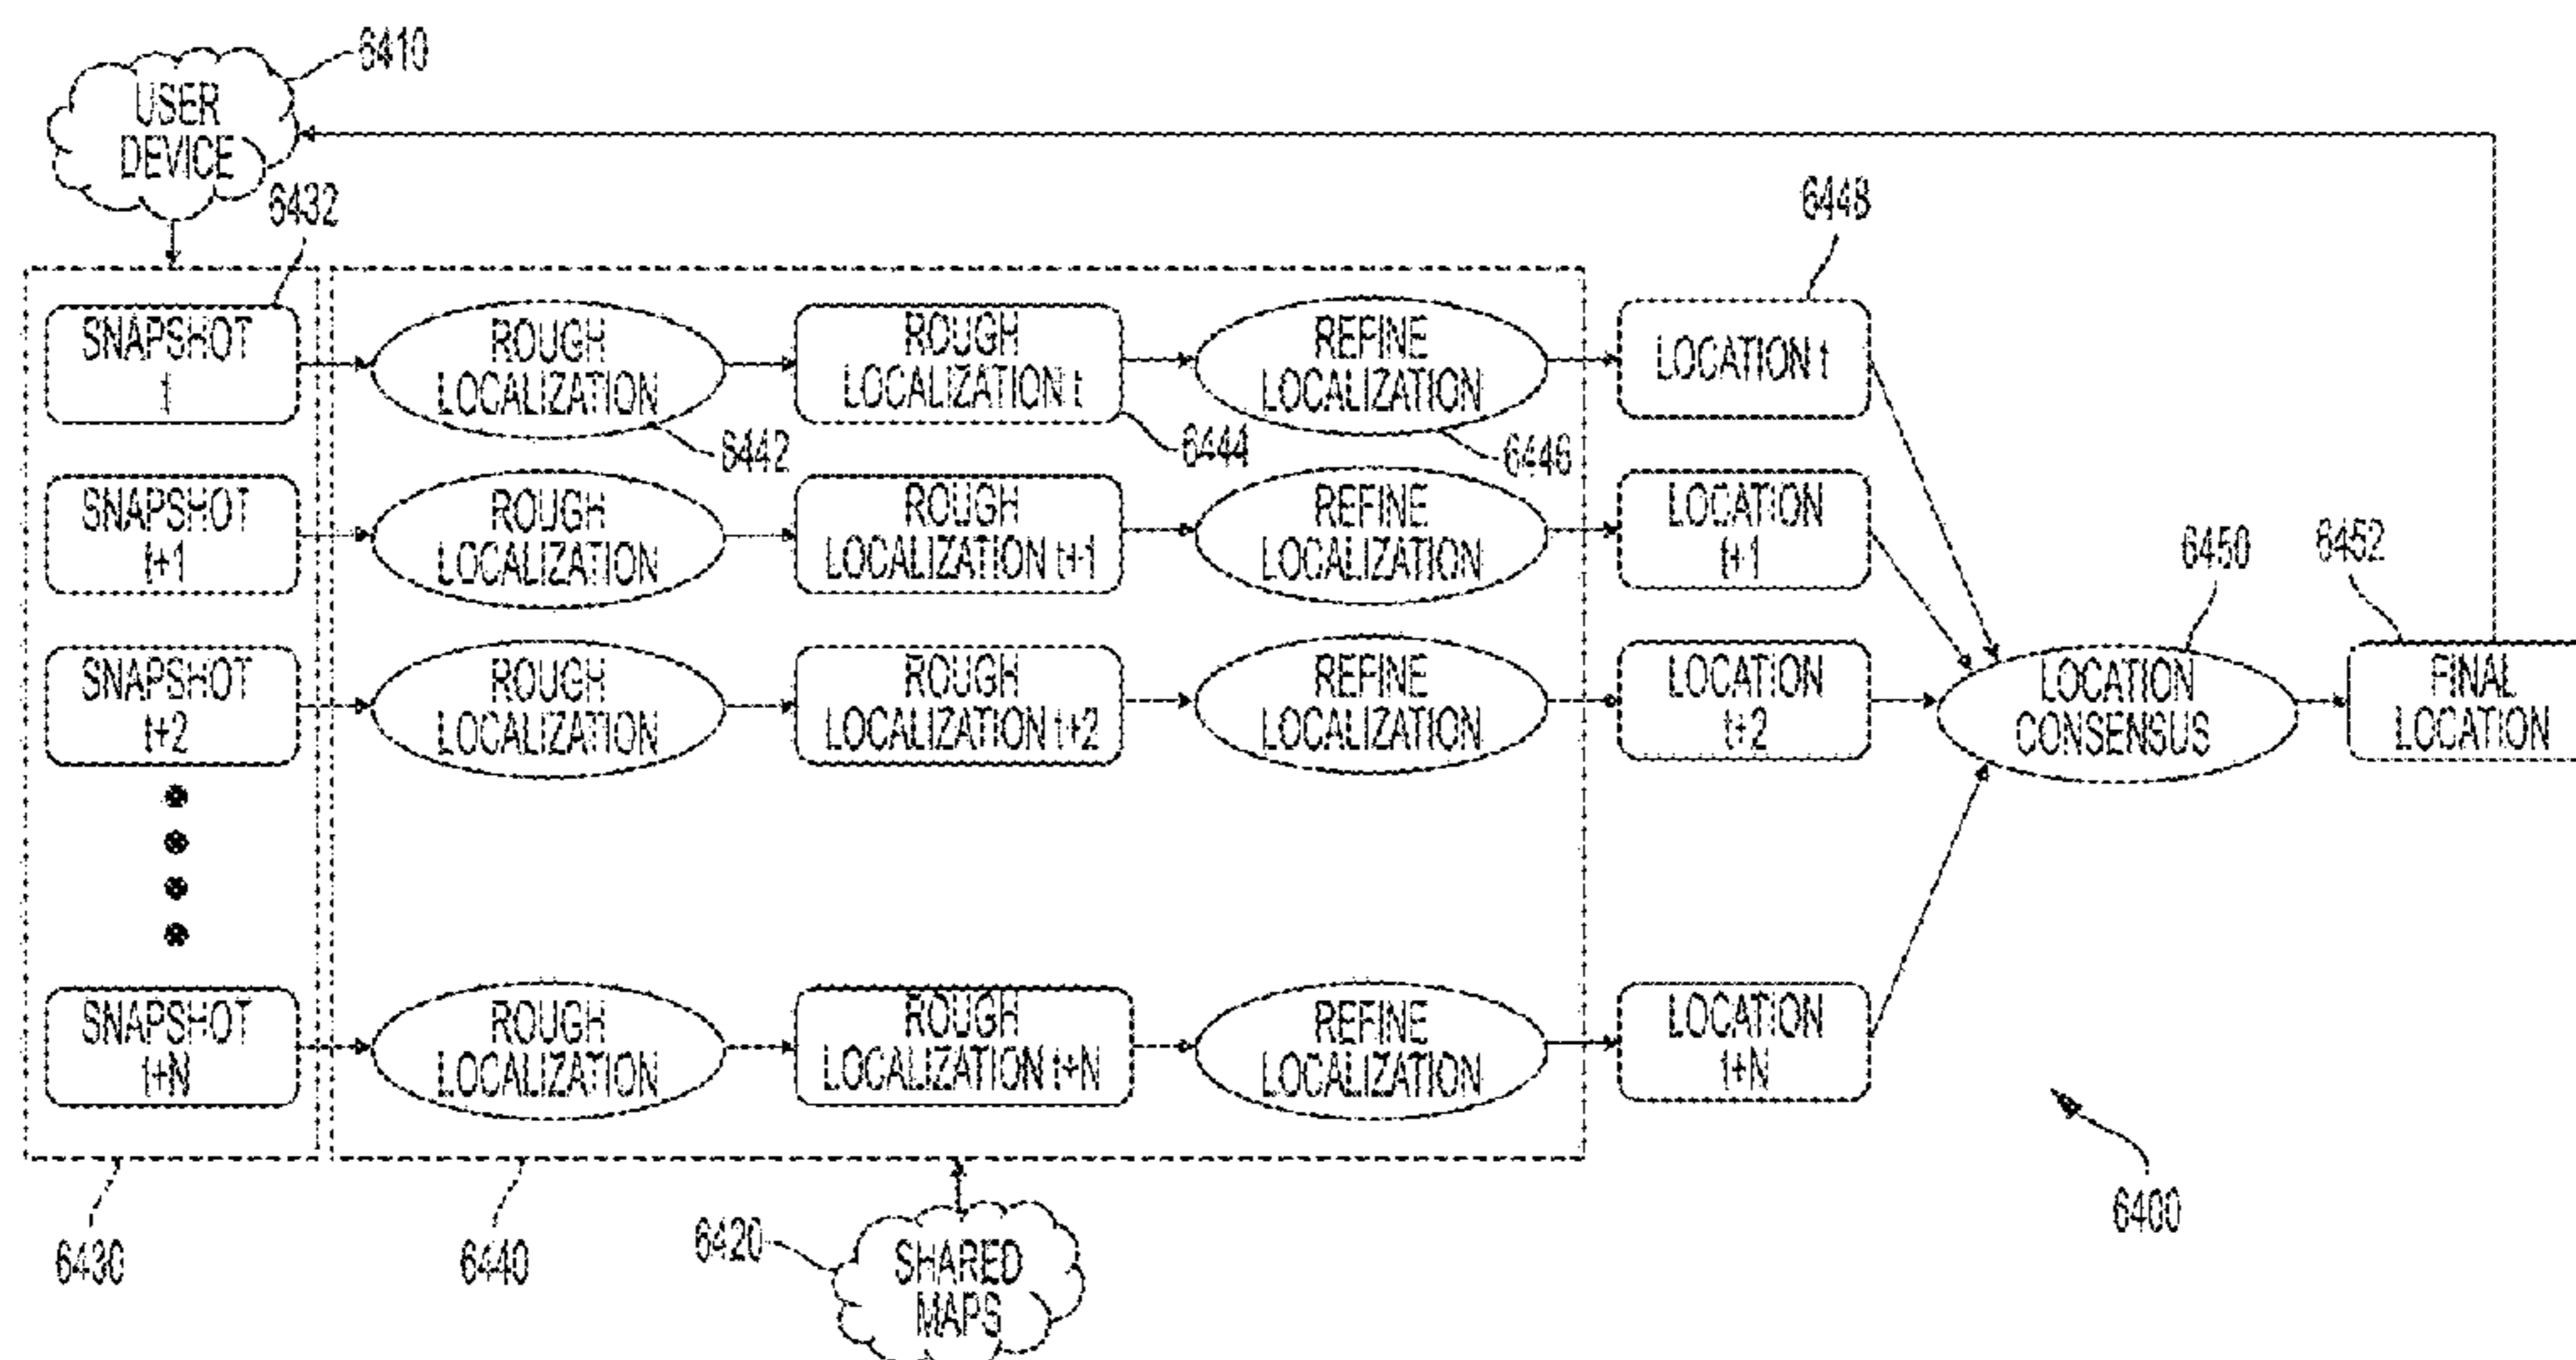 6410
USER
DEVICE
6432
6448
SNAPSHOT
t
ROUGH
LOCALIZATION
ROUGH
LOCALIZATION t
REFINE
LOCALIZATION
LOCATION t
6442
6444
6446
SNAPSHOT
t+1
ROUGH
LOCALIZATION
ROUGH
LOCALIZATION t+1
REFINE
LOCALIZATION
LOCATION
t+1
6450
6452
SNAPSHOT
t+2
ROUGH
LOCALIZATION
ROUGH
LOCALIZATION t+2
REFINE
LOCALIZATION
LOCATION
t+2
LOCATION
CONSENSUS
FINAL
LOCATION
SNAPSHOT
t+N
ROUGH
LOCALIZATION
ROUGH
LOCALIZATION t+N
REFINE
LOCALIZATION
LOCATION
t+N
6430
6440
6420
SHARED
MAPS
6400